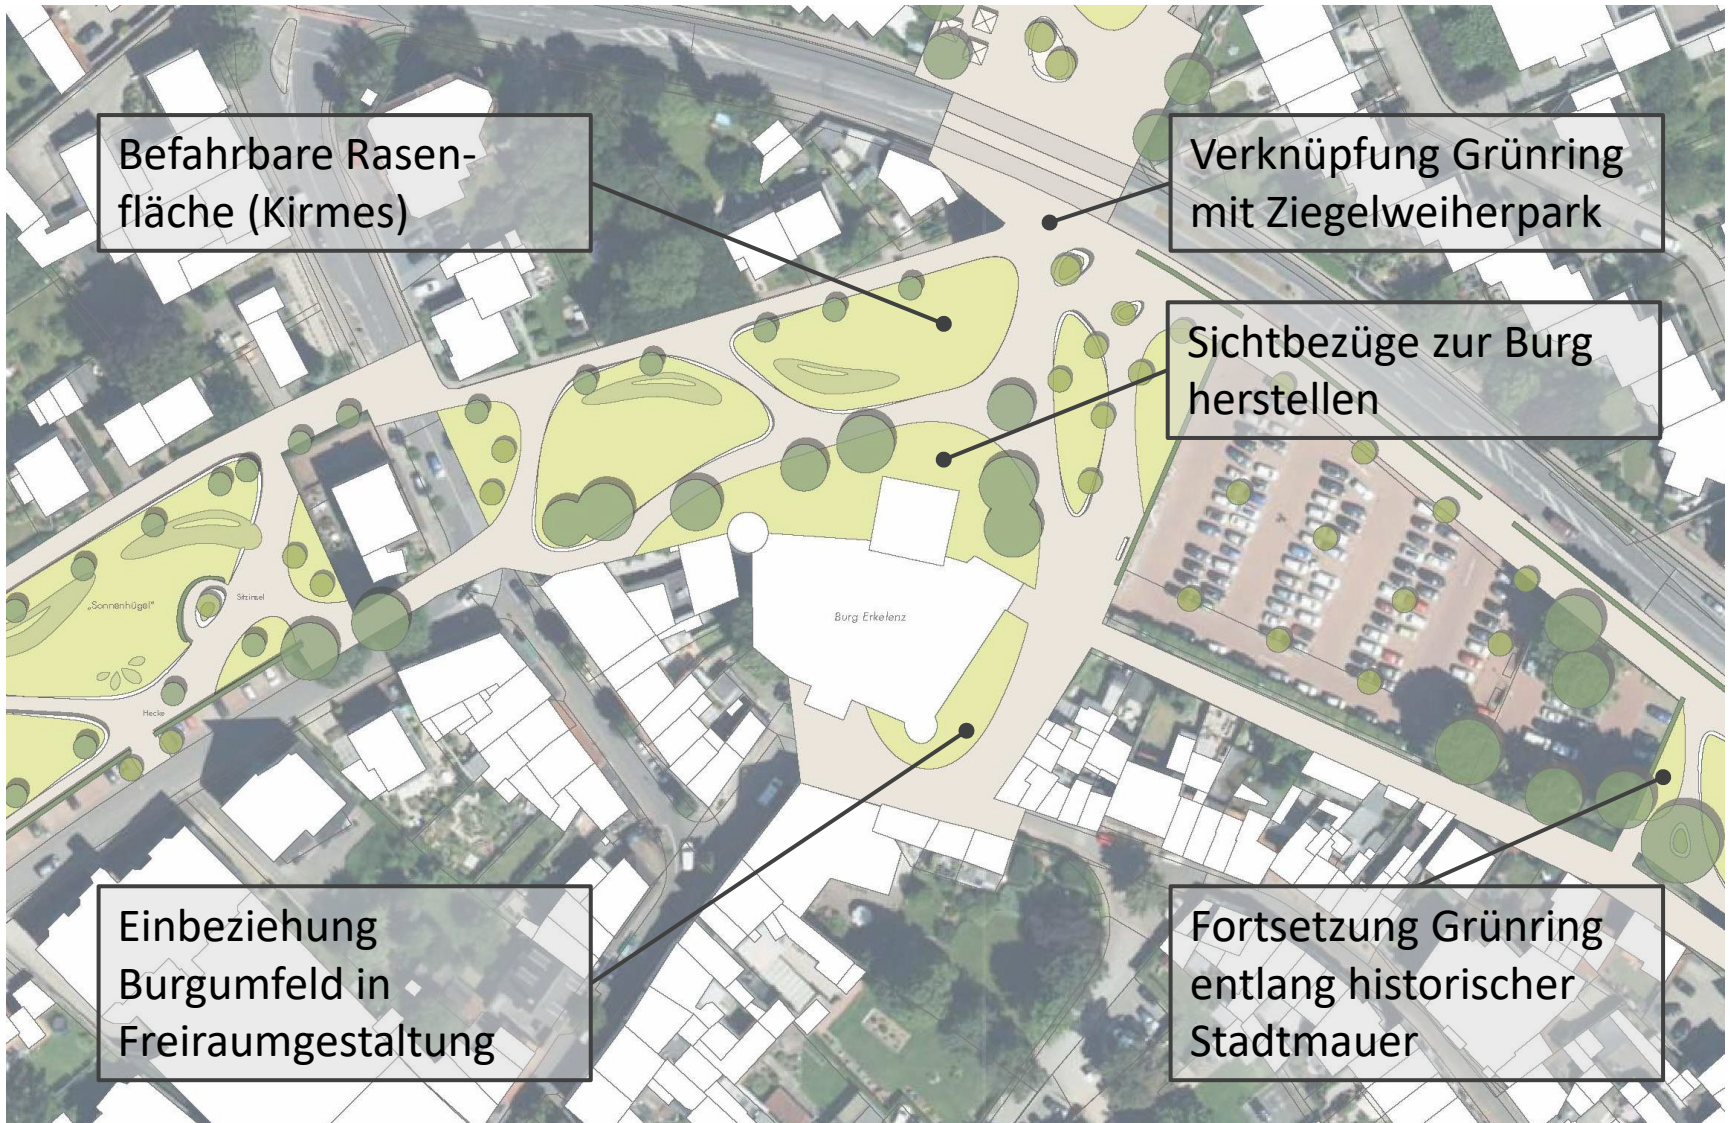 Befahrbare Rasen-
fläche (Kirmes)
Verknüpfung Grünring
mit Ziegelweiherpark
Sichtbezüge zur Burg
herstellen
„Sonnenhügel“
Sitzinsel
Burg Erkelenz
Hecke
Einbeziehung
Burgumfeld in
Freiraumgestaltung
Fortsetzung Grünring
entlang historischer
Stadtmauer